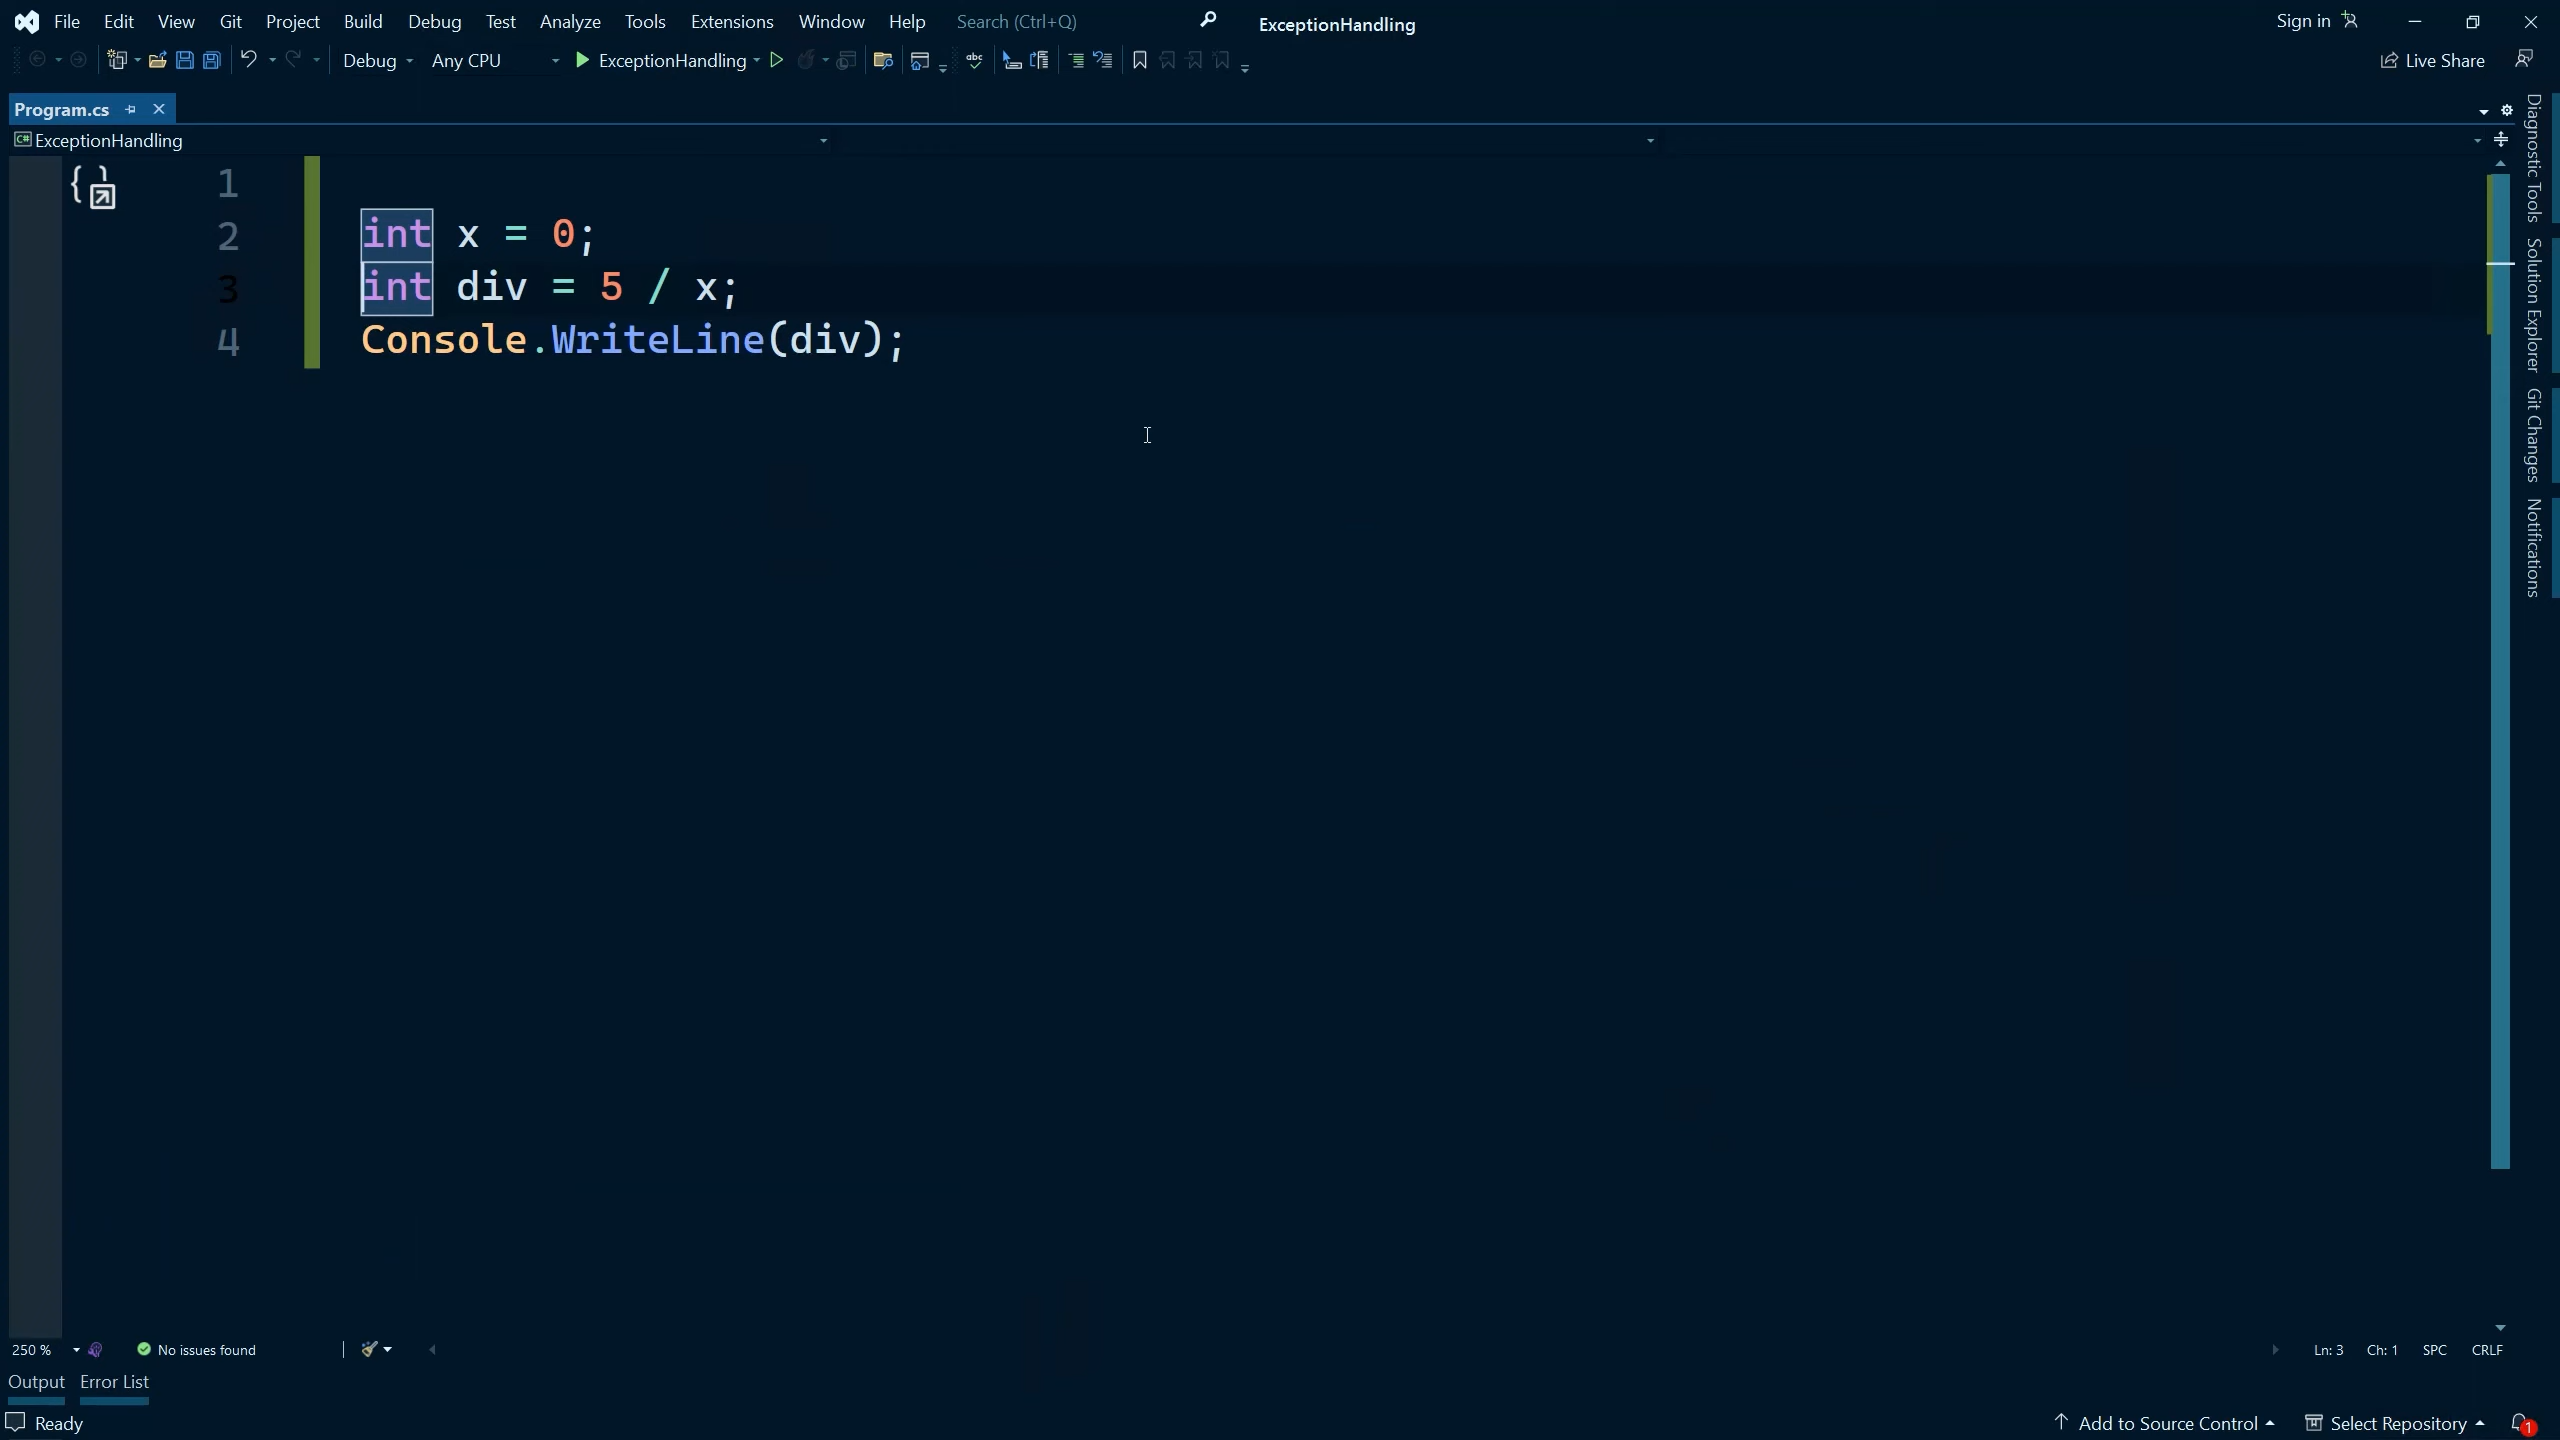 File Edit View Git Project Build Debug Test Analyze Tools Extensions Window Help Search (Ctrl+Q) ExceptionHandling Sign in
Debug Any CPU ExceptionHandling abc Live Share
Program.cs
C# ExceptionHandling
1
2 int x = 0;
3 int div = 5 / x;
4 Console.WriteLine(div);
Diagnostic Tools
Solution Explorer
Git Changes
Notifications
250 % No issues found Ln: 3 Ch: 1 SPC CRLF
Output Error List
Ready Add to Source Control Select Repository 1